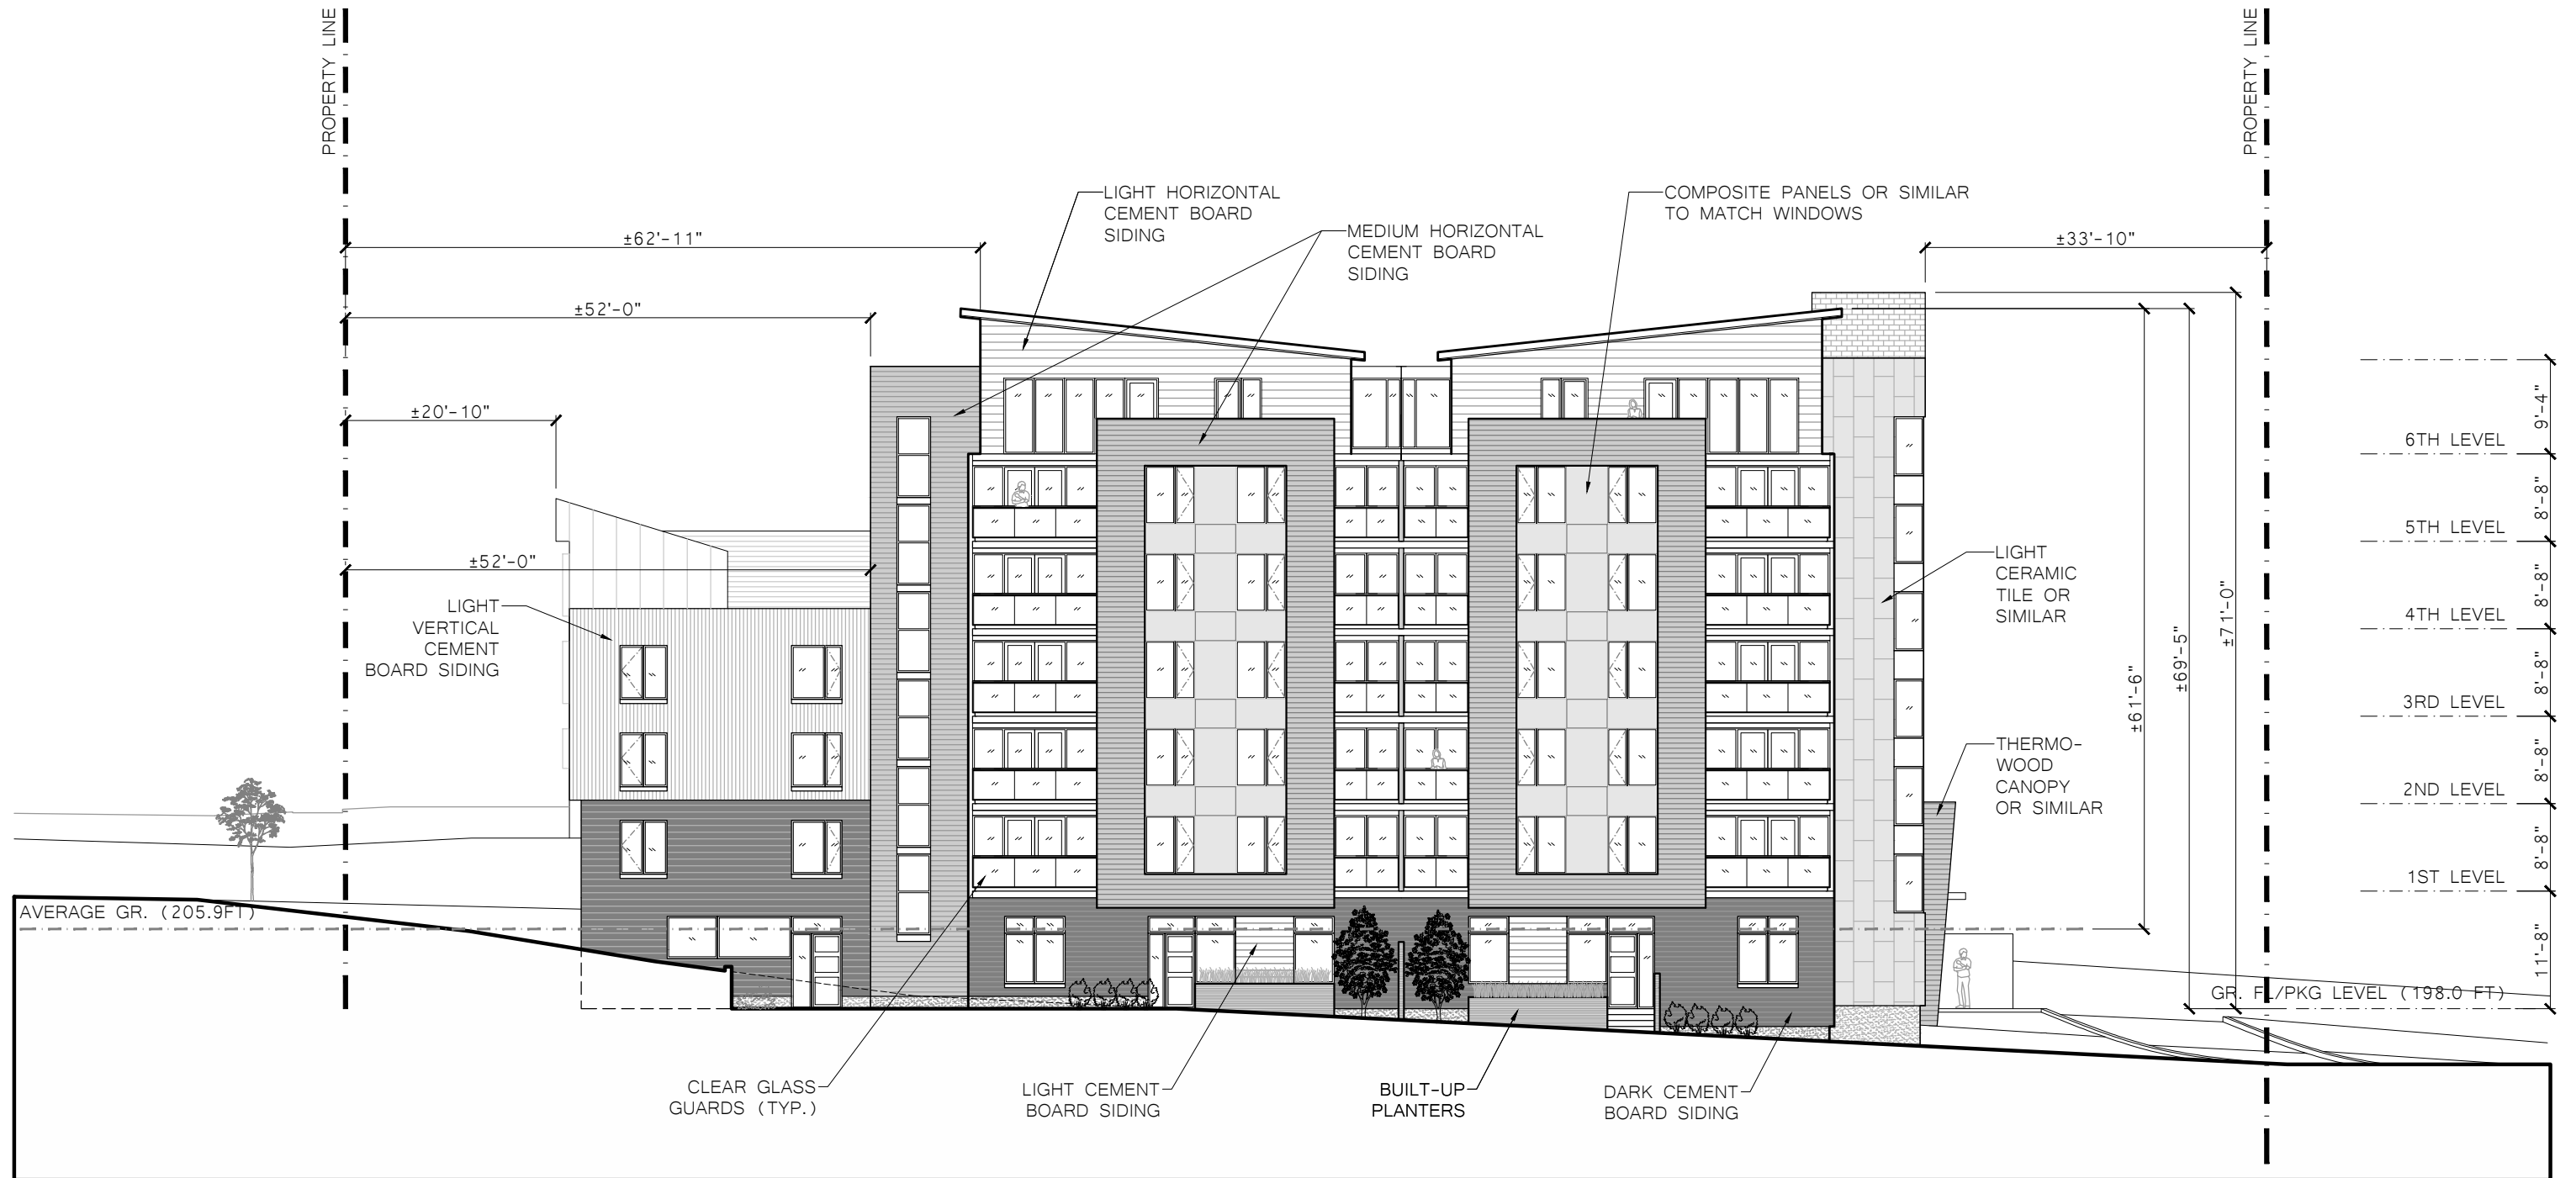 PROPERTY LINE
PROPERTY LINE
LIGHT HORIZONTAL
CEMENT BOARD
SIDING
COMPOSITE PANELS OR SIMILAR
TO MATCH WINDOWS
MEDIUM HORIZONTAL
CEMENT BOARD
SIDING
±62'-11"
±33'-10"
±52'-0"
±20'-10"
±52'-0"
LIGHT
VERTICAL
CEMENT
BOARD SIDING
LIGHT
CERAMIC
TILE OR
SIMILAR
THERMO-
WOOD
CANOPY
OR SIMILAR
±61'-6"
±69'-5"
±71'-0"
9'-4"
6TH LEVEL
8'-8"
5TH LEVEL
8'-8"
4TH LEVEL
8'-8"
3RD LEVEL
8'-8"
2ND LEVEL
8'-8"
1ST LEVEL
11'-8"
GR. FL/PKG LEVEL (198.0 FT)
AVERAGE GR. (205.9FT)
CLEAR GLASS
GUARDS (TYP.)
LIGHT CEMENT
BOARD SIDING
BUILT-UP
PLANTERS
DARK CEMENT
BOARD SIDING